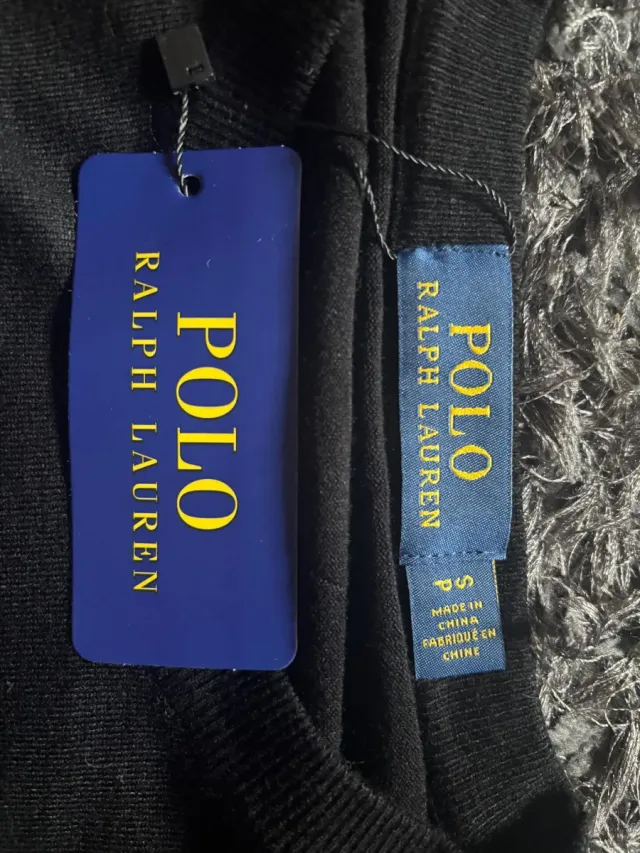 POLO
RALPH LAUREN
POLO
RALPH LAUREN
S
P
MADE IN
CHINA
FABRIQUÉ EN
CHINE